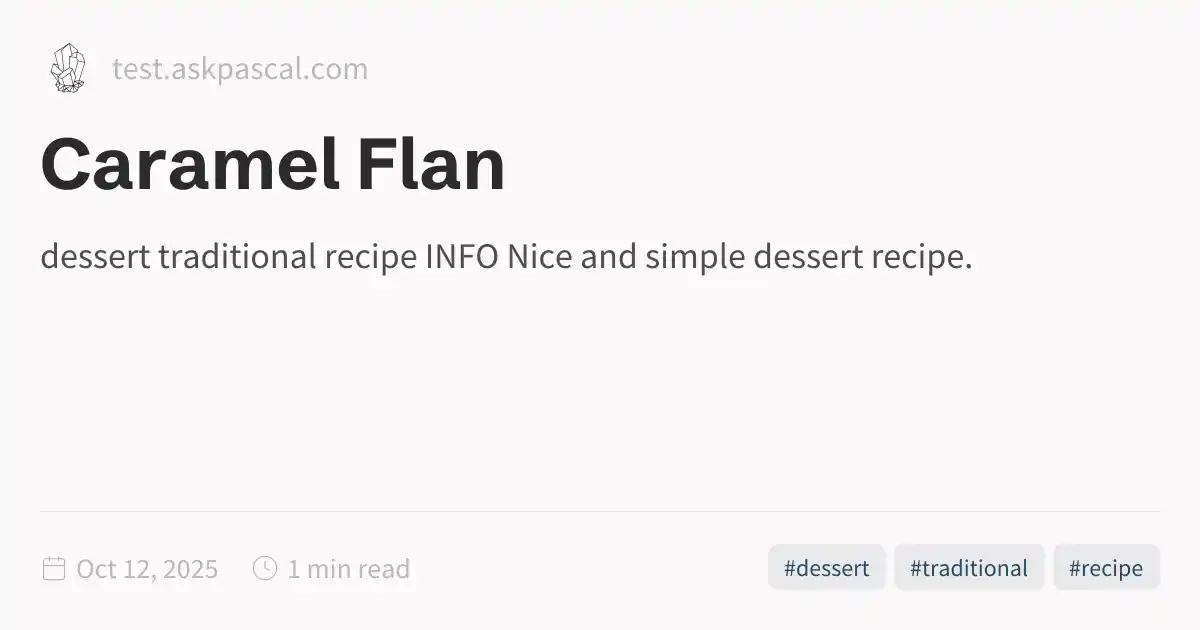 test.askpascal.com
Caramel Flan
dessert traditional recipe INFO Nice and simple dessert recipe.
Oct 12, 2025 1 min read #dessert #traditional #recipe